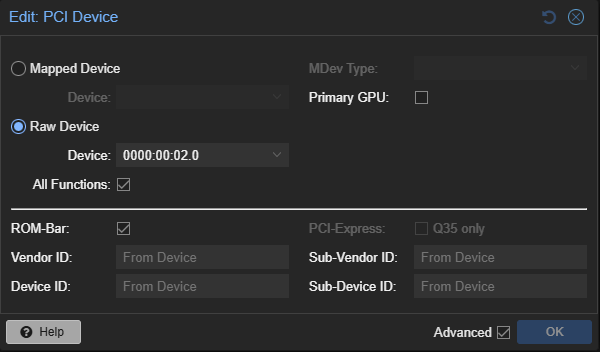 Edit: PCI Device
Mapped Device
MDev Type:
Device:
Primary GPU:
Raw Device
Device: 0000:00:02.0
All Functions:
ROM-Bar:
PCI-Express: Q35 only
Vendor ID: From Device
Sub-Vendor ID: From Device
Device ID: From Device
Sub-Device ID: From Device
Help
Advanced
OK